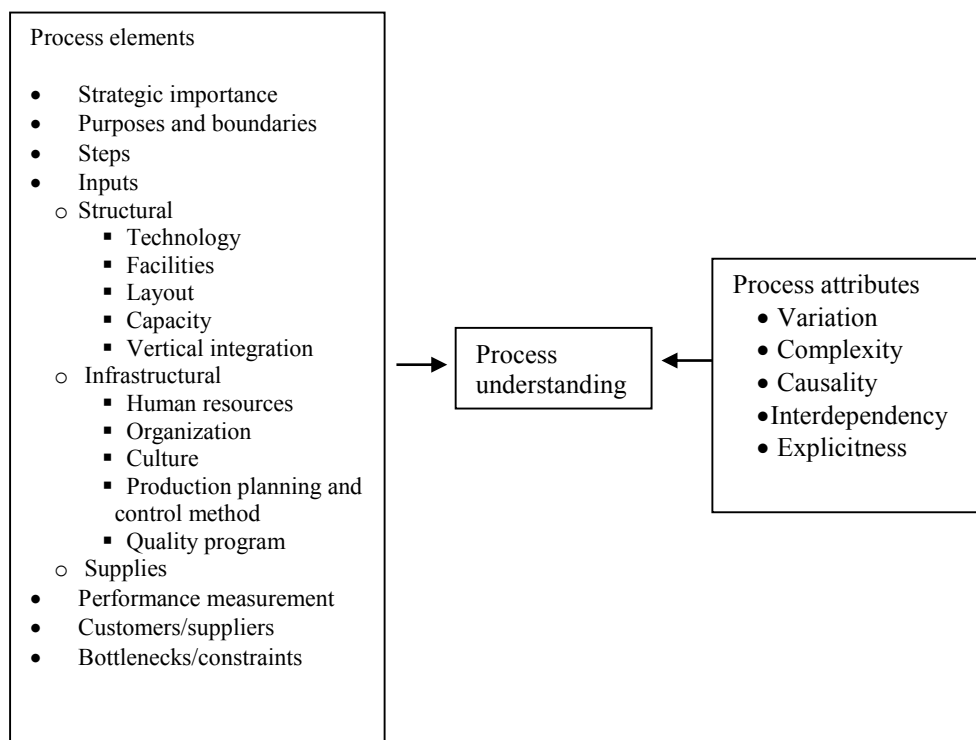 Process elements
• Strategic importance
• Purposes and boundaries
• Steps
• Inputs
o Structural
▪ Technology
▪ Facilities
▪ Layout
▪ Capacity
▪ Vertical integration
o Infrastructural
▪ Human resources
▪ Organization
▪ Culture
▪ Production planning and
control method
▪ Quality program
o Supplies
• Performance measurement
• Customers/suppliers
• Bottlenecks/constraints
Process
understanding
Process attributes
• Variation
• Complexity
• Causality
•Interdependency
• Explicitness